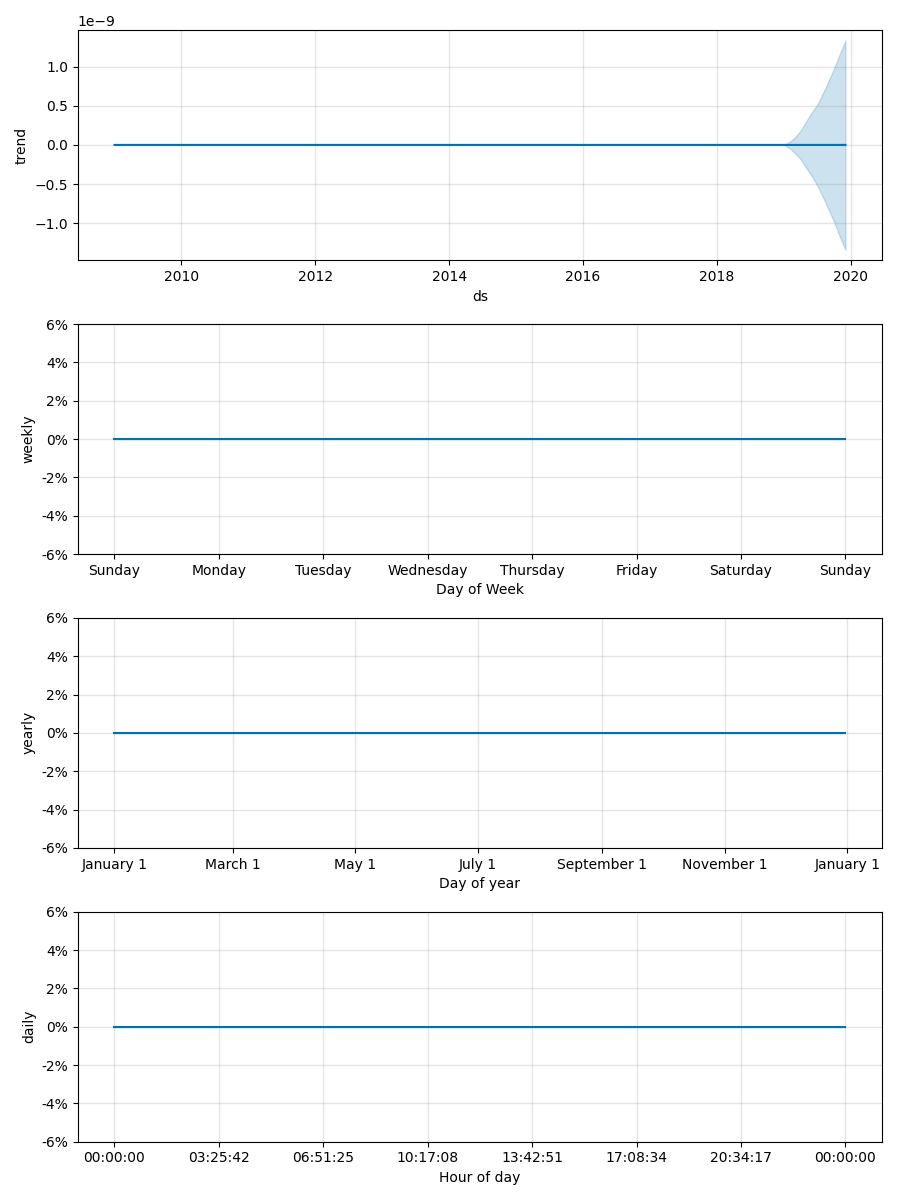 1e−9
1.0
0.5
0.0
−0.5
−1.0
trend
2010 2012 2014 2016 2018 2020
ds
6%
4%
2%
0%
-2%
-4%
-6%
weekly
Sunday Monday Tuesday Wednesday Thursday Friday Saturday Sunday
Day of Week
6%
4%
2%
0%
-2%
-4%
-6%
yearly
January 1 March 1 May 1 July 1 September 1 November 1 January 1
Day of year
6%
4%
2%
0%
-2%
-4%
-6%
daily
00:00:00 03:25:42 06:51:25 10:17:08 13:42:51 17:08:34 20:34:17 00:00:00
Hour of day